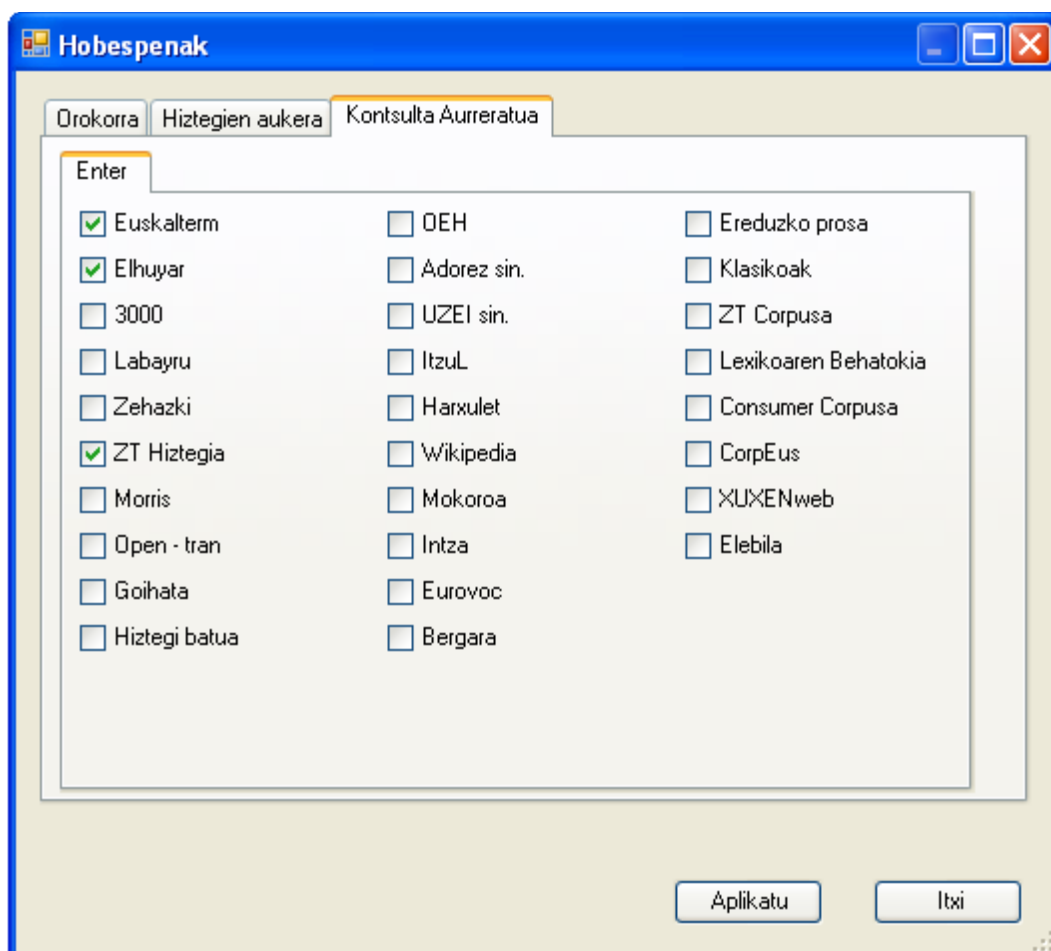 Hobespenak
Orokorra Hiztegien aukera Kontsulta Aurreratua
Enter
Euskalterm OEH Ereduzko prosa
Elhuyar Adorez sin. Klasikoak
3000 UZEI sin. ZT Corpusa
Labayru ItzuL Lexikoaren Behatokia
Zehazki Harxulet Consumer Corpusa
ZT Hiztegia Wikipedia CorpEus
Morris Mokoroa XUXENweb
Open - tran Intza Elebila
Goihata Eurovoc
Hiztegi batua Bergara
Aplikatu Itxi